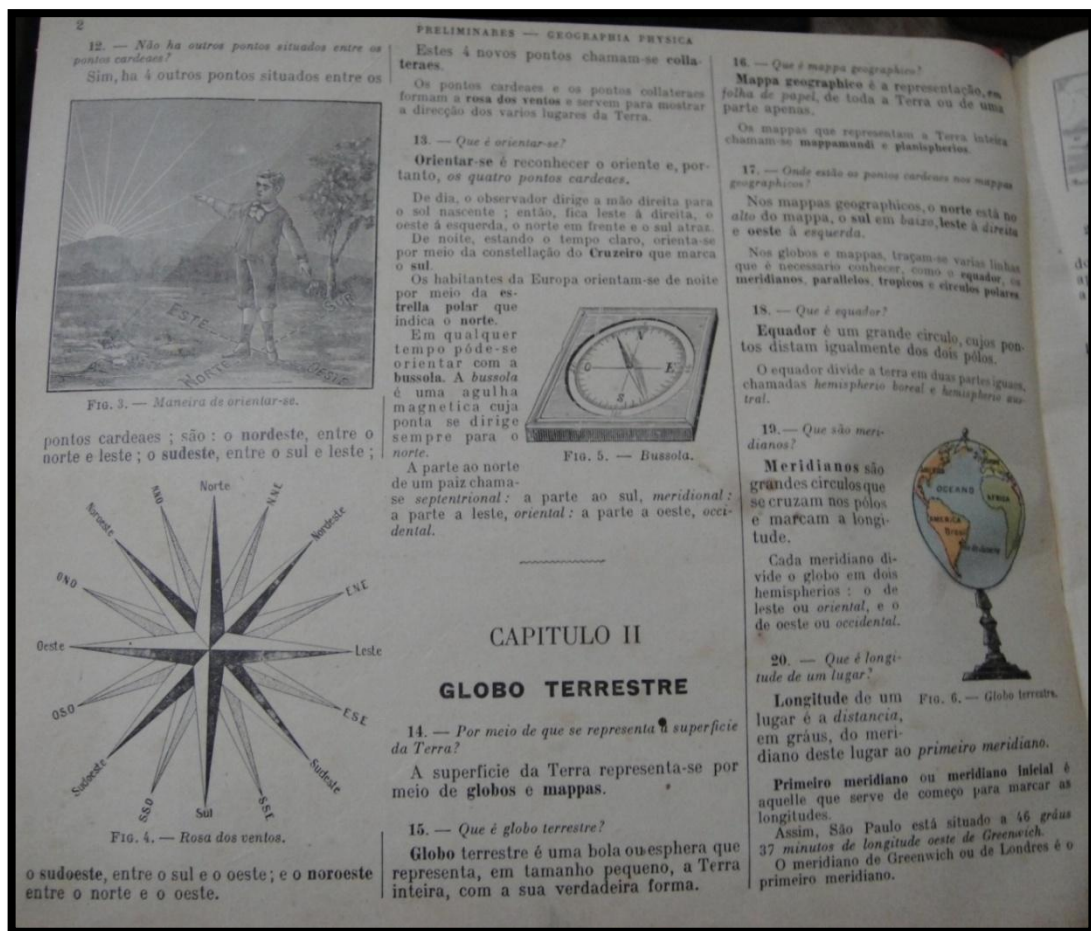 2
PRELIMINARES — GEOGRAPHIA PHYSICA
12. — Não ha outros pontos situados entre os
pontos cardeaes?
Sim, ha 4 outros pontos situados entre os
ESTE
SUL
NORTE
OESTE
FIG. 3. — Maneira de orientar-se.
pontos cardeaes ; são : o nordeste, entre o
norte e leste ; o sudeste, entre o sul e leste ;
Norte
N.N.E.
Nordeste
E.N.E.
Leste
E.S.E.
Sudeste
S.S.E.
Sul
S.S.O
Sudoeste
O.S.O
Oeste
O.N.O
Noroeste
N.N.O
FIG. 4. — Rosa dos ventos.
o sudoeste, entre o sul e o oeste ; e o noroeste
entre o norte e o oeste.
Estes 4 novos pontos chamam-se colla-
teraes.
Os pontos cardeaes e os pontos collateraes
formam a rosa dos ventos e servem para mostrar
a direcção dos varios lugares da Terra.
13. — Que é orientar-se?
Orientar-se é reconhecer o oriente e, por-
tanto, os quatro pontos cardeaes.
De dia, o observador dirige a mão direita para
o sol nascente ; então, fica leste á direita, o
oeste á esquerda, o norte em frente e o sul atraz.
De noite, estando o tempo claro, orienta-se
por meio da constellação do Cruzeiro que marca
o sul.
Os habitantes da Europa orientam-se de noite
por meio da es-
trella polar que
indica o norte.
Em qualquer
tempo póde-se
orientar com a
bussola. A bussola
é uma agulha
magnetica cuja
ponta se dirige
sempre para o
norte.
N
O
E
S
FIG. 5. — Bussola.
A parte ao norte
de um paiz chama-
se septentrional : a parte ao sul, meridional :
a parte a leste, oriental : a parte a oeste, occi-
dental.
CAPITULO II
GLOBO TERRESTRE
14. — Por meio de que se representa a superficie
da Terra?
A superficie da Terra representa-se por
meio de globos e mappas.
15. — Que é globo terrestre?
Globo terrestre é uma bola ou esphera que
representa, em tamanho pequeno, a Terra
inteira, com a sua verdadeira forma.
16. — Que é mappa geographico?
Mappa geographico é a representação, em
folha de papel, de toda a Terra ou de uma
parte apenas.
Os mappas que representam a Terra inteira
chamam-se mappamundi e planispherios.
17. — Onde estão os pontos cardeaes nos mappas
geographicos?
Nos mappas geographicos, o norte está no
alto do mappa, o sul em baixo, leste á direita
e oeste á esquerda.
Nos globos e mappas, traçam-se varias linhas
que é necessario conhecer, como o equador, os
meridianos, parallelos, tropicos e circulos polares.
18. — Que é equador?
Equador é um grande circulo, cujos pon-
tos distam igualmente dos dois pólos.
O equador divide a terra em duas partes iguaes,
chamadas hemispherio boreal e hemispherio aus-
tral.
19. — Que são meri-
dianos?
Meridianos são
grandes circulos que
se cruzam nos pólos
e marcam a longi-
tude.
Cada meridiano di-
vide o globo em dois
hemispherios : o de
leste ou oriental, e o
de oeste ou occidental.
OCEANO
AFRICA
AMERICA
Brasil
Rio de Janeiro
FIG. 6. — Globo terrestre.
20. — Que é longi-
tude de um lugar?
Longitude de um
lugar é a distancia,
em gráus, do meri-
diano deste lugar ao primeiro meridiano.
Primeiro meridiano ou meridiano inicial é
aquelle que serve de começo para marcar as
longitudes.
Assim, São Paulo está situado a 46 gráus
37 minutos de longitude oeste de Greenwich.
O meridiano de Greenwich ou de Londres é o
primeiro meridiano.